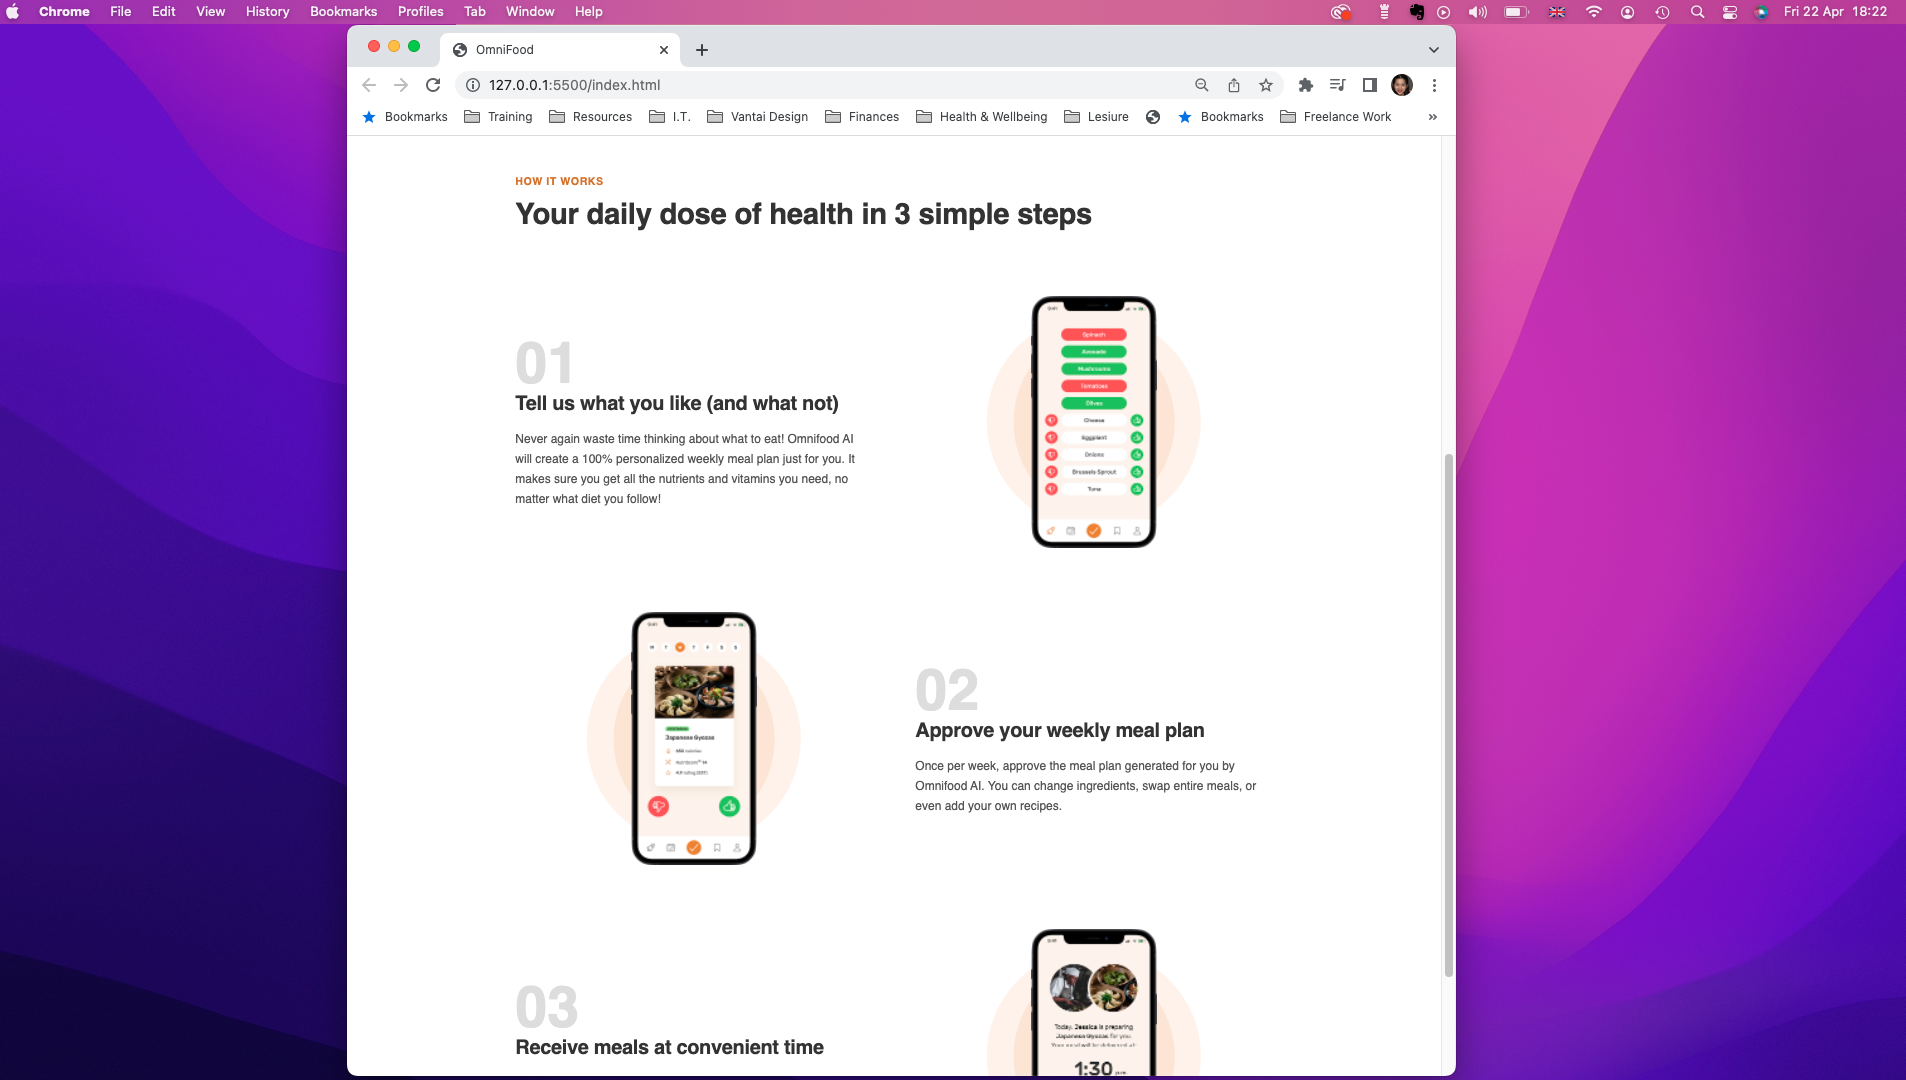 Chrome File Edit View History Bookmarks Profiles Tab Window Help Fri 22 Apr 18:22
OmniFood
127.0.0.1:5500/index.html
Bookmarks Training Resources I.T. Vantai Design Finances Health & Wellbeing Lesiure Bookmarks Freelance Work »
HOW IT WORKS
Your daily dose of health in 3 simple steps
01
Tell us what you like (and what not)
Never again waste time thinking about what to eat! Omnifood AI
will create a 100% personalized weekly meal plan just for you. It
makes sure you get all the nutrients and vitamins you need, no
matter what diet you follow!
Spinach
Avocado
Mushrooms
Tomatoes
Olives
Cheese
Eggplant
Onions
Brussels Sprout
Tuna
M T W T F S S
Japanese Gyozas
02
Approve your weekly meal plan
Once per week, approve the meal plan generated for you by
Omnifood AI. You can change ingredients, swap entire meals, or
even add your own recipes.
03
Receive meals at convenient time
Today, Jessica is preparing
Japanese Gyozas for you.
Your meal will be delivered at:
1:30 p.m.